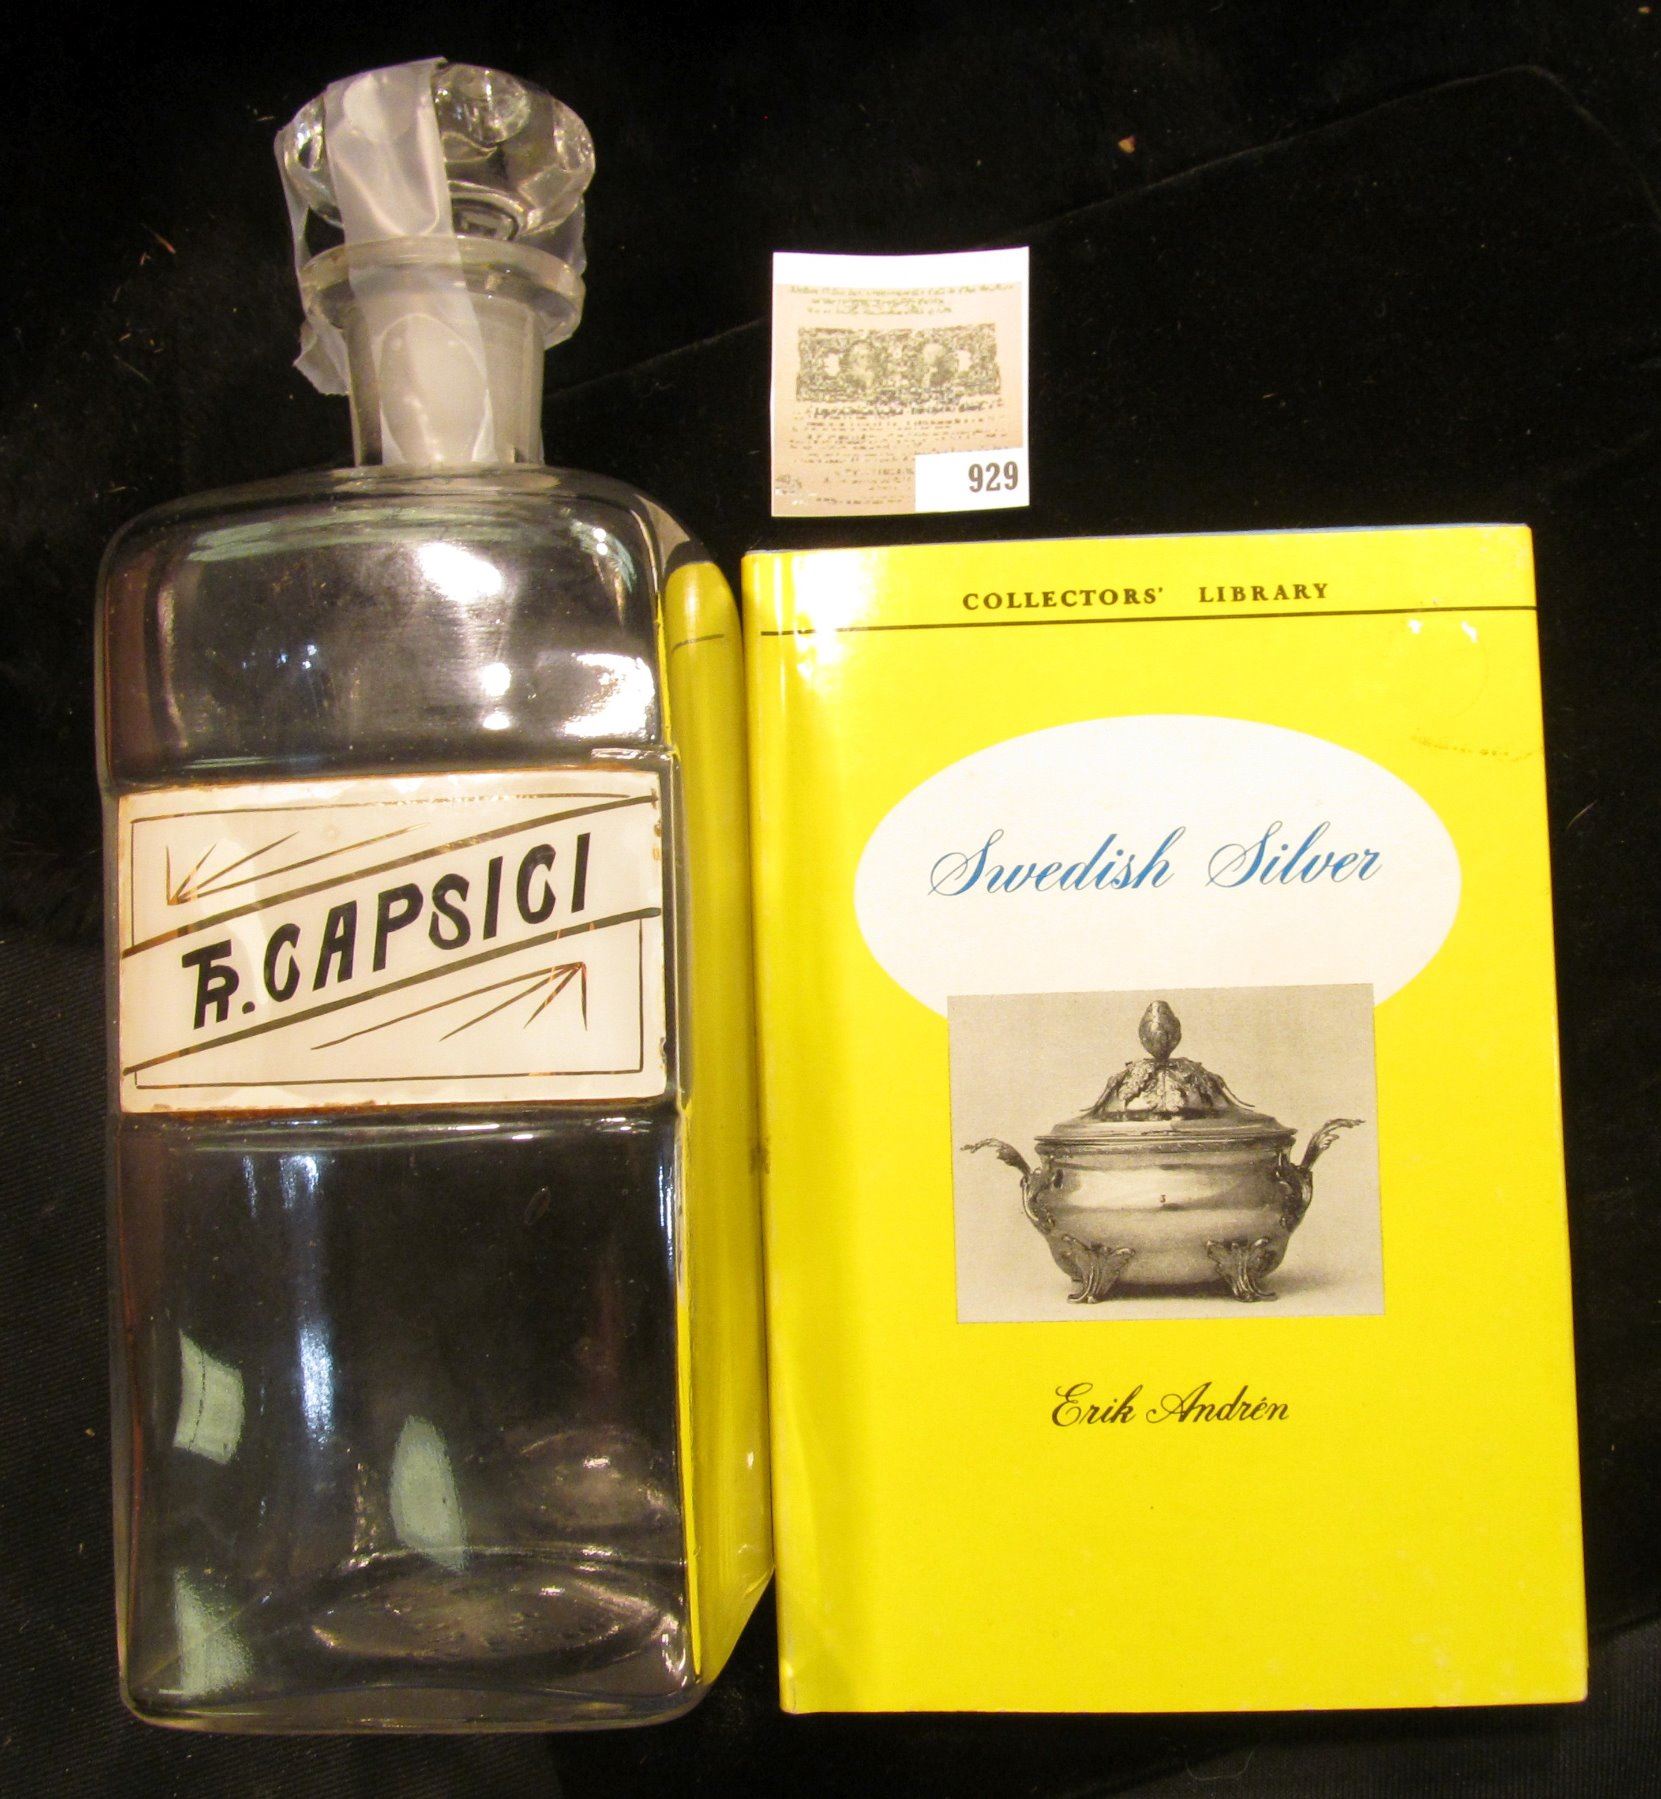 929
COLLECTORS' LIBRARY
Swedish Silver
TR. CAPSICI
Erik Andrén